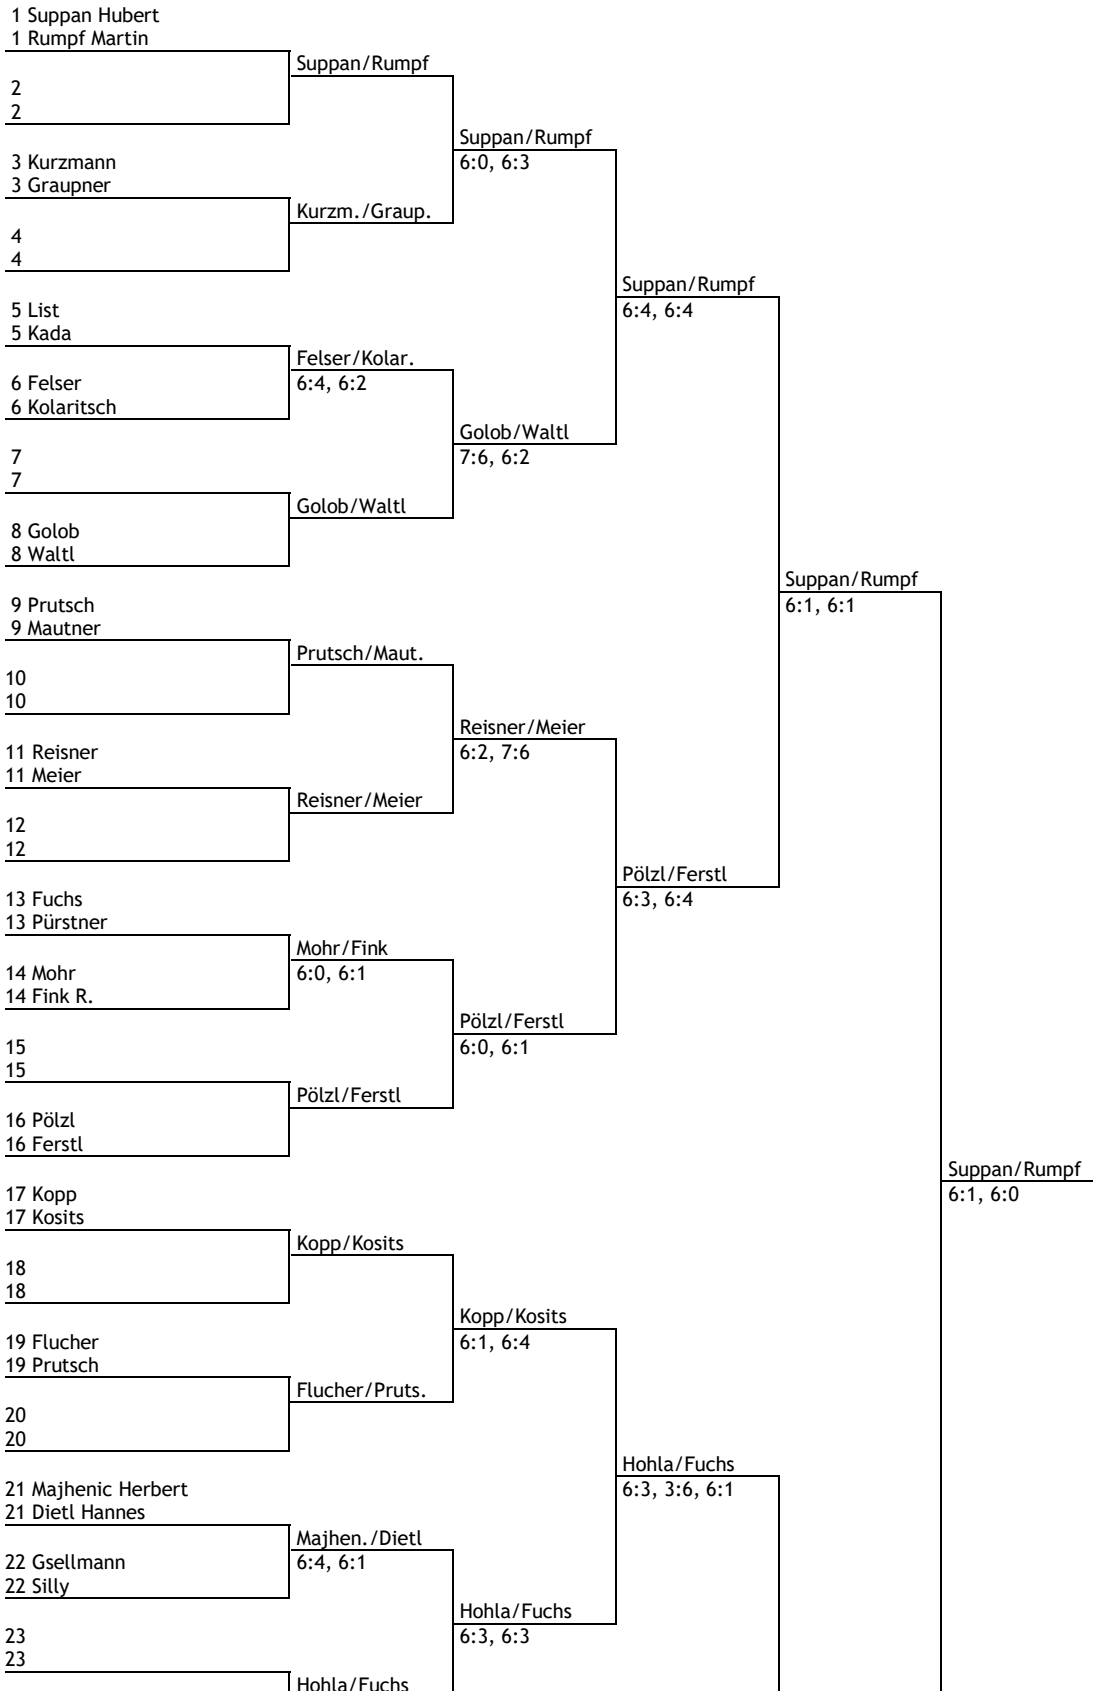 1 Suppan Hubert
1 Rumpf Martin
Suppan/Rumpf
2
2
Suppan/Rumpf
6:0, 6:3
3 Kurzmann
3 Graupner
Kurzm./Graup.
4
4
Suppan/Rumpf
6:4, 6:4
5 List
5 Kada
Felser/Kolar.
6:4, 6:2
6 Felser
6 Kolaritsch
Golob/Waltl
7:6, 6:2
7
7
Golob/Waltl
8 Golob
8 Waltl
Suppan/Rumpf
6:1, 6:1
9 Prutsch
9 Mautner
Prutsch/Maut.
10
10
Reisner/Meier
6:2, 7:6
11 Reisner
11 Meier
Reisner/Meier
12
12
Pölzl/Ferstl
6:3, 6:4
13 Fuchs
13 Pürstner
Mohr/Fink
6:0, 6:1
14 Mohr
14 Fink R.
Pölzl/Ferstl
6:0, 6:1
15
15
Pölzl/Ferstl
16 Pölzl
16 Ferstl
Suppan/Rumpf
6:1, 6:0
17 Kopp
17 Kosits
Kopp/Kosits
18
18
Kopp/Kosits
6:1, 6:4
19 Flucher
19 Prutsch
Flucher/Pruts.
20
20
Hohla/Fuchs
6:3, 3:6, 6:1
21 Majhenic Herbert
21 Dietl Hannes
Majhen./Dietl
6:4, 6:1
22 Gsellmann
22 Silly
Hohla/Fuchs
6:3, 6:3
23
23
Hohla/Fuchs